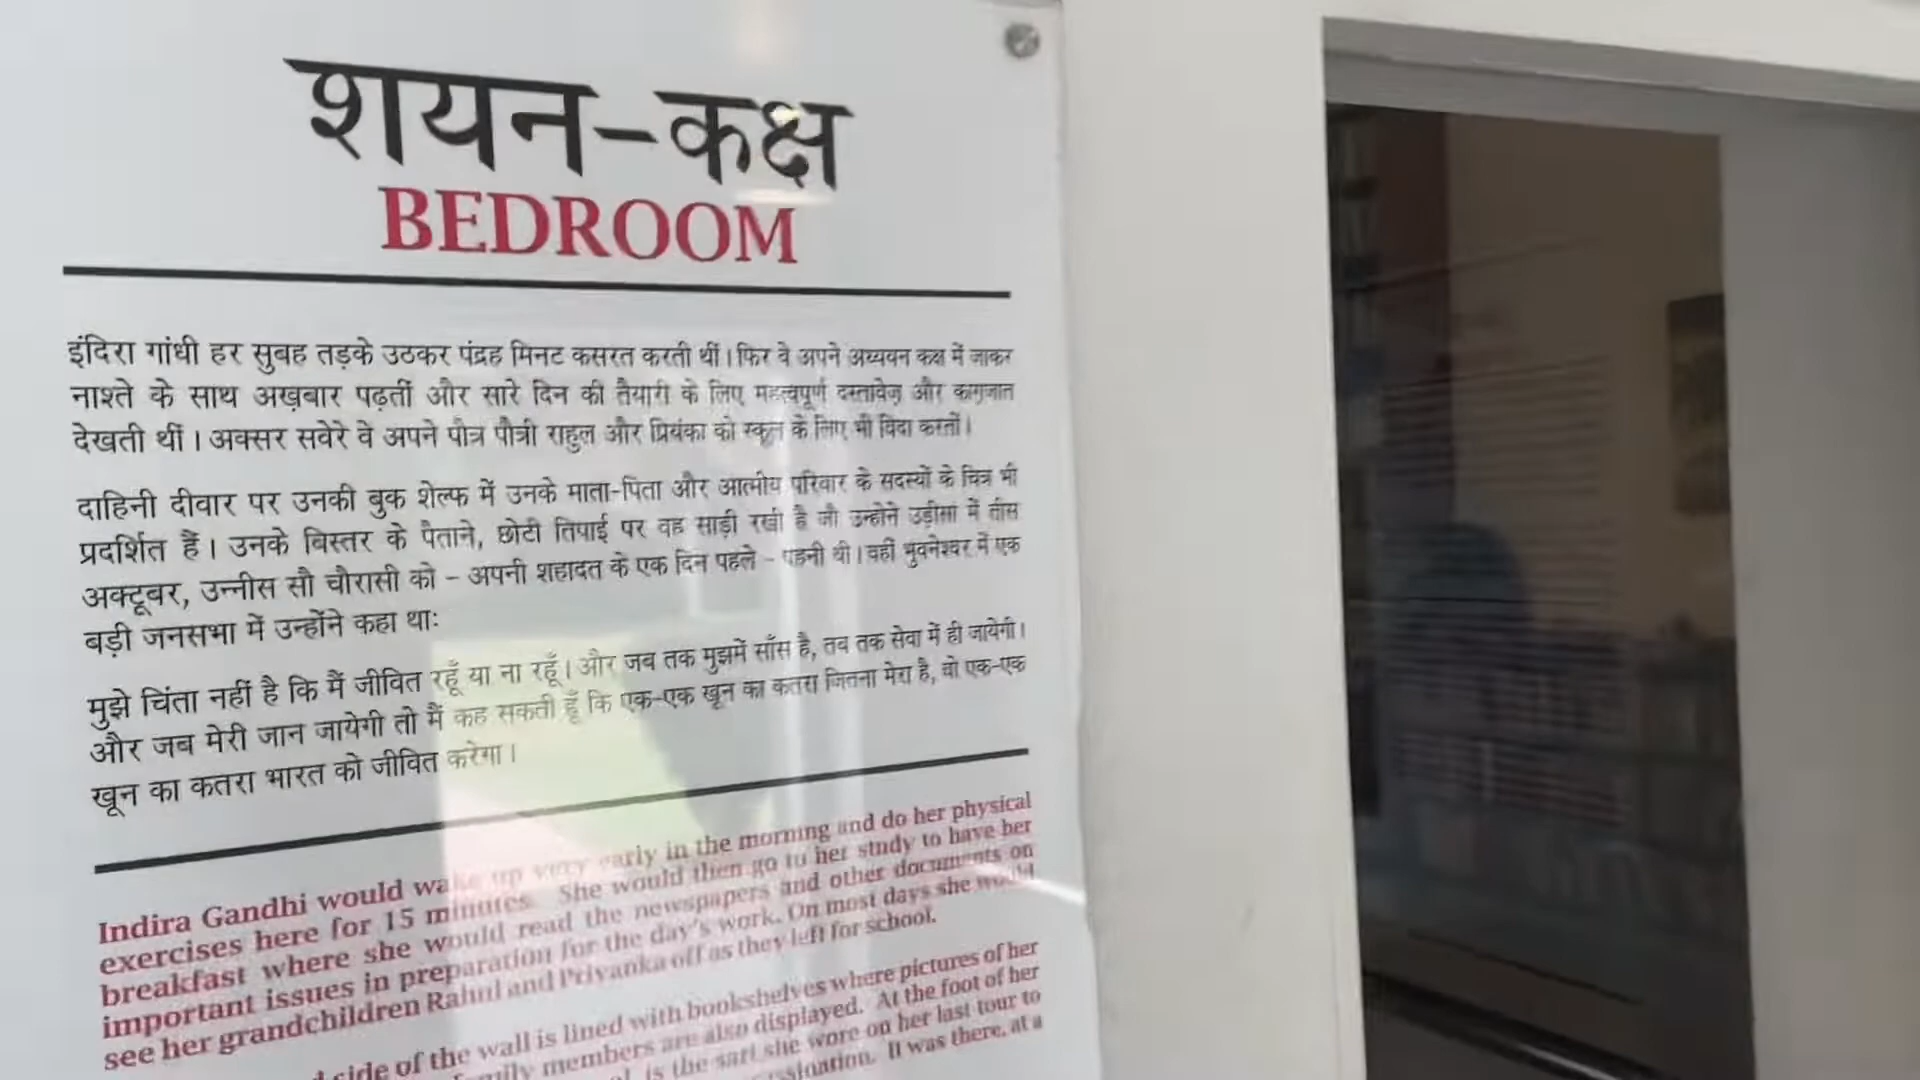 शयन-कक्ष
BEDROOM
इंदिरा गांधी हर सुबह तड़के उठकर पंद्रह मिनट कसरत करती थीं। फिर वे अपने अध्ययन कक्ष में जाकर
नाश्ते के साथ अख़बार पढ़तीं और सारे दिन की तैयारी के लिए महत्वपूर्ण दस्तावेज़ और काग़ज़ात
देखती थीं। अक्सर सवेरे वे अपने पौत्र पौत्री राहुल और प्रियंका को स्कूल के लिए भी विदा करतीं।
दाहिनी दीवार पर उनकी बुक शेल्फ में उनके माता-पिता और आत्मीय परिवार के सदस्यों के चित्र भी
प्रदर्शित हैं। उनके बिस्तर के पैताने, छोटी तिपाई पर वह साड़ी रखी है जो उन्होंने उड़ीसा में तीस
अक्टूबर, उन्नीस सौ चौरासी को – अपनी शहादत के एक दिन पहले – पहनी थी। वहीं भुवनेश्वर में एक
बड़ी जनसभा में उन्होंने कहा था:
मुझे चिंता नहीं है कि मैं जीवित रहूँ या ना रहूँ। और जब तक मुझमें साँस है, तब तक सेवा में ही जायेगी।
और जब मेरी जान जायेगी तो मैं कह सकती हूँ कि एक-एक खून का कतरा जितना मेरा है, वो एक-एक
खून का कतरा भारत को जीवित करेगा।
Indira Gandhi would wake up very early in the morning and do her physical
exercises here for 15 minutes. She would then go to her study to have her
breakfast where she would read the newspapers and other documents on
important issues in preparation for the day's work. On most days she would
see her grandchildren Rahul and Priyanka off as they left for school.
side of the wall is lined with bookshelves where pictures of her
members are also displayed. At the foot of her
is the sari she wore on her last tour to
It was there, at a